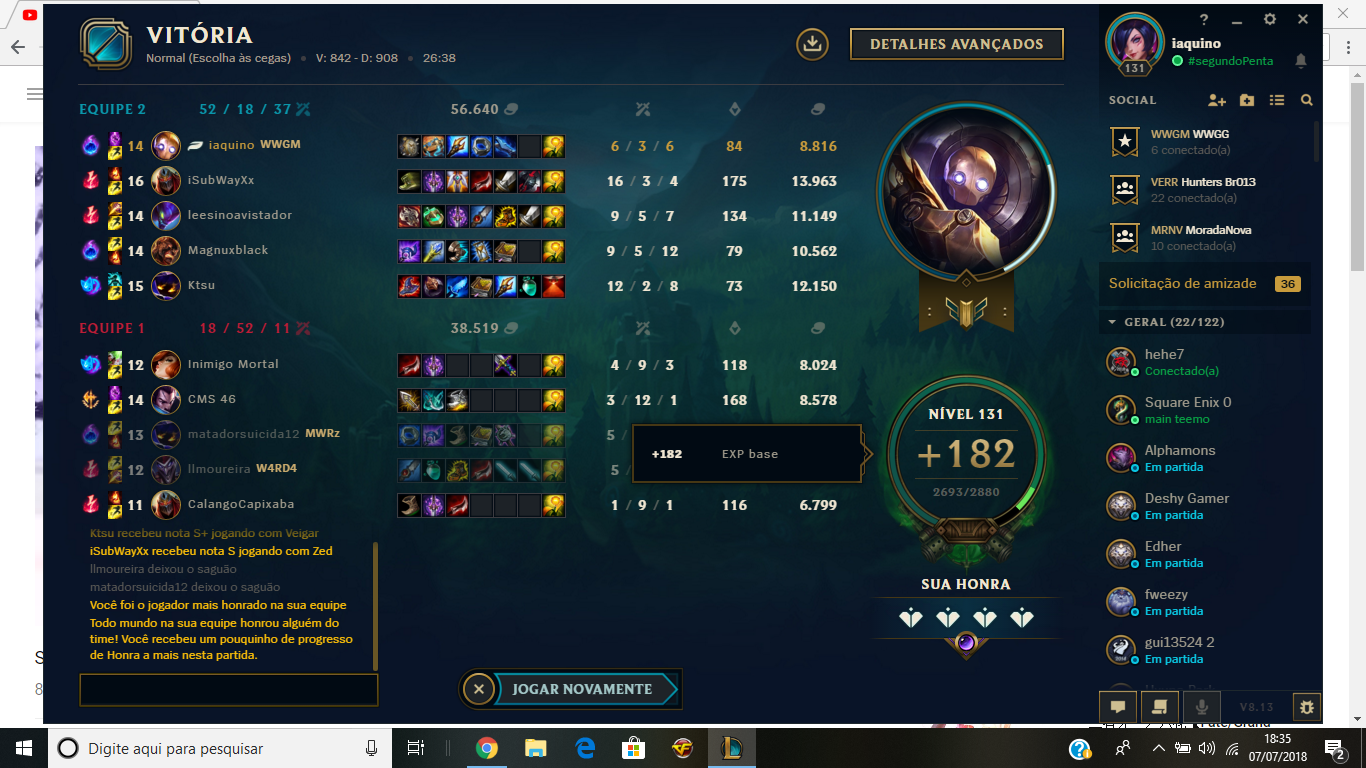 VITÓRIA
Normal (Escolha às cegas) • V: 842 - D: 908 • 26:38
DETALHES AVANÇADOS
EQUIPE 2 52 / 18 / 37 56.640
14 iaquino WWGM 6 / 3 / 6 84 8.816
16 iSubWayXx 16 / 3 / 4 175 13.963
14 leesinoavistador 9 / 5 / 7 134 11.149
14 Magnuxblack 9 / 5 / 12 79 10.562
15 Ktsu 12 / 2 / 8 73 12.150
EQUIPE 1 18 / 52 / 11 38.519
12 Inimigo Mortal 4 / 9 / 3 118 8.024
14 CMS 46 3 / 12 / 1 168 8.578
13 matadorsuicida12 MWRz 5 /
12 llmoureira W4RD4 5 /
11 CalangoCapixaba 1 / 9 / 1 116 6.799
+182 EXP base
NÍVEL 131
+182
2693/2880
SUA HONRA
Ktsu recebeu nota S+ jogando com Veigar
iSubWayXx recebeu nota S jogando com Zed
llmoureira deixou o saguão
matadorsuicida12 deixou o saguão
Você foi o jogador mais honrado na sua equipe
Todo mundo na sua equipe honrou alguém do
time! Você recebeu um pouquinho de progresso
de Honra a mais nesta partida.
JOGAR NOVAMENTE
?
131
iaquino
#segundoPenta
SOCIAL
WWGM WWGG
6 conectado(a)
VERR Hunters Br013
22 conectado(a)
MRNV MoradaNova
10 conectado(a)
Solicitação de amizade 36
GERAL (22/122)
hehe7
Conectado(a)
Square Enix 0
main teemo
Alphamons
Em partida
Deshy Gamer
Em partida
Edher
Em partida
fweezy
Em partida
gui13524 2
Em partida
V8.13
Digite aqui para pesquisar
18:35
07/07/2018
2